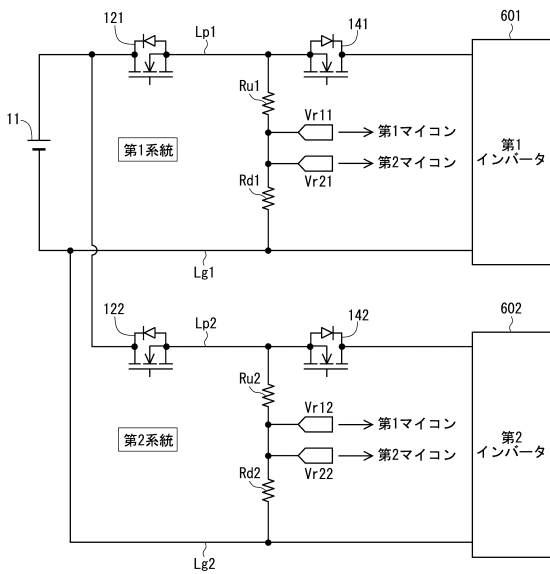 121
Lp1
141
601
11
Ru1
Vr11
第1マイコン
第1系統
第2マイコン
Vr21
Rd1
第1
インバータ
Lg1
122
Lp2
142
602
Ru2
Vr12
第1マイコン
第2系統
第2マイコン
Vr22
Rd2
第2
インバータ
Lg2